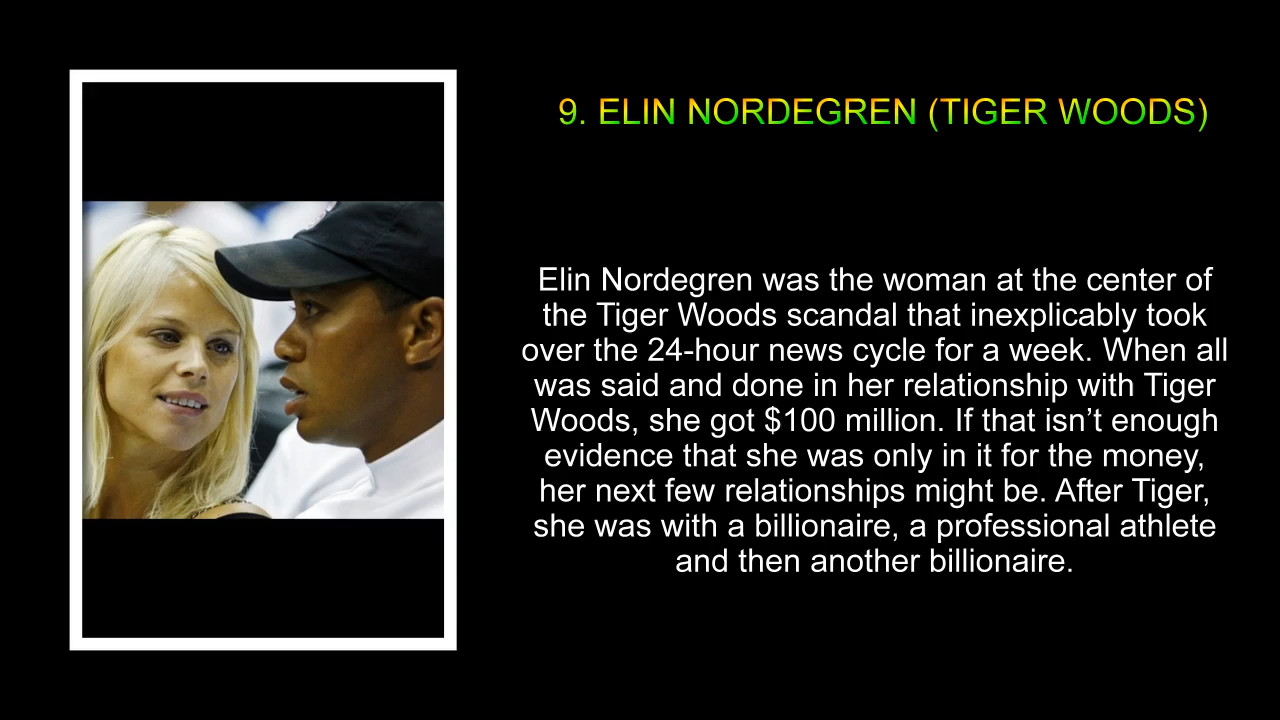 9. ELIN NORDEGREN (TIGER WOODS)
Elin Nordegren was the woman at the center of
the Tiger Woods scandal that inexplicably took
over the 24-hour news cycle for a week. When all
was said and done in her relationship with Tiger
Woods, she got $100 million. If that isn’t enough
evidence that she was only in it for the money,
her next few relationships might be. After Tiger,
she was with a billionaire, a professional athlete
and then another billionaire.